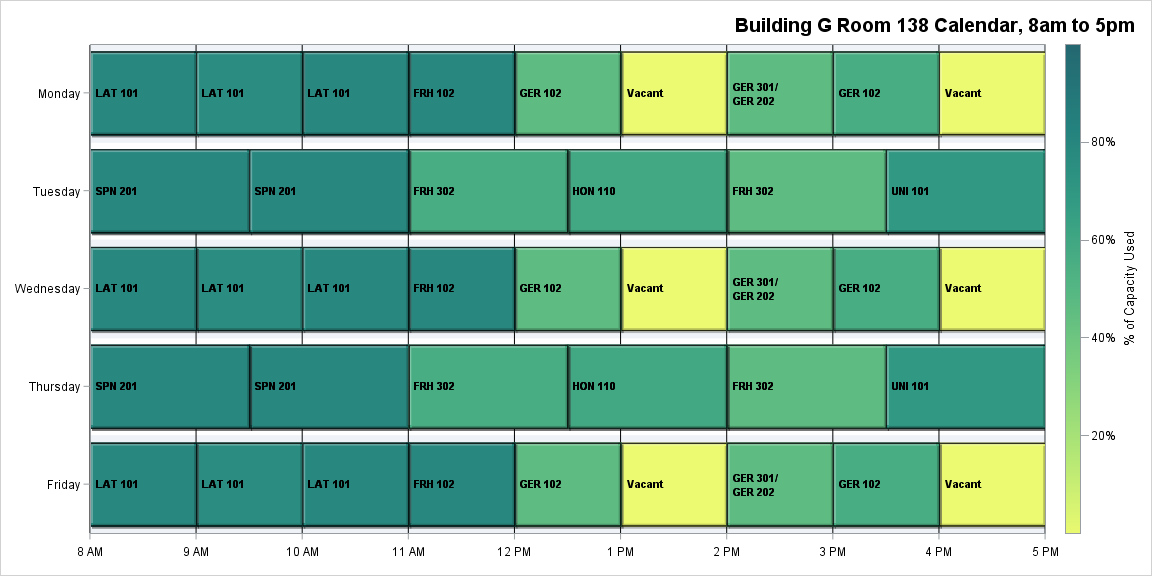 Building G Room 138 Calendar, 8am to 5pm
Monday
LAT 101
LAT 101
LAT 101
FRH 102
GER 102
Vacant
GER 301/
GER 202
GER 102
Vacant
Tuesday
SPN 201
SPN 201
FRH 302
HON 110
FRH 302
UNI 101
Wednesday
LAT 101
LAT 101
LAT 101
FRH 102
GER 102
Vacant
GER 301/
GER 202
GER 102
Vacant
Thursday
SPN 201
SPN 201
FRH 302
HON 110
FRH 302
UNI 101
Friday
LAT 101
LAT 101
LAT 101
FRH 102
GER 102
Vacant
GER 301/
GER 202
GER 102
Vacant
8 AM
9 AM
10 AM
11 AM
12 PM
1 PM
2 PM
3 PM
4 PM
5 PM
80%
60%
40%
20%
% of Capacity Used